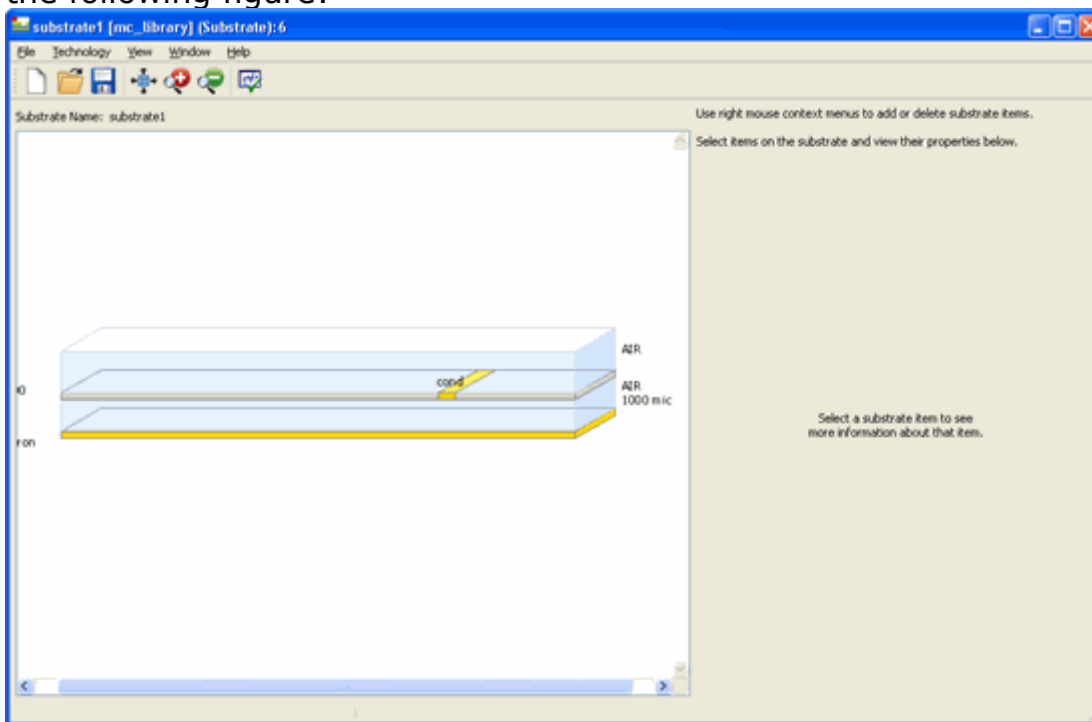 the following figure:
substrate1 [mc_library] (Substrate):6
File Technology View Window Help
Substrate Name: substrate1
Use right mouse context menus to add or delete substrate items.
Select items on the substrate and view their properties below.
AIR
cond
AIR
1000 mic
ron
Select a substrate item to see
more information about that item.